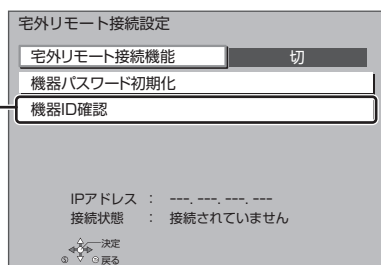 宅外リモート接続設定
宅外リモート接続機能 切
機器パスワード初期化
機器ID確認
IPアドレス : ---. ---. ---. ---
接続状態 : 接続されていません
決定
戻る